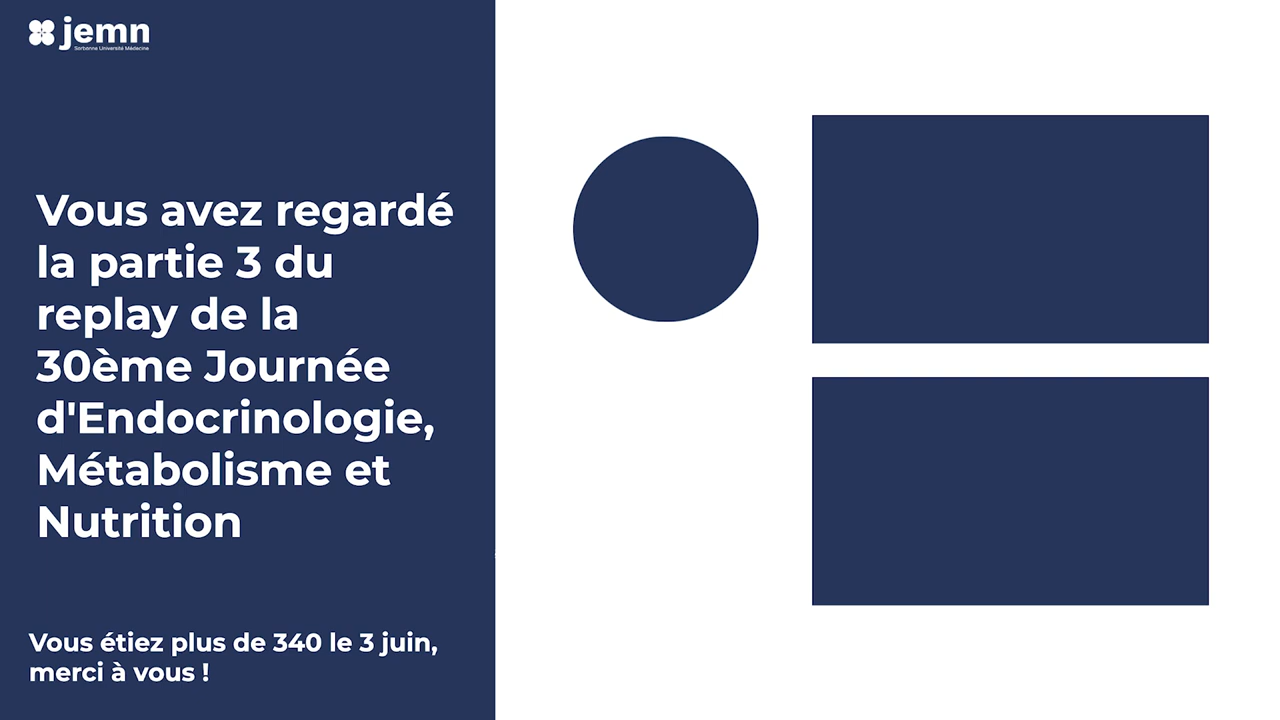 jemn
Sorbonne Université Médecine
Vous avez regardé
la partie 3 du
replay de la
30ème Journée
d'Endocrinologie,
Métabolisme et
Nutrition
Vous étiez plus de 340 le 3 juin,
merci à vous !